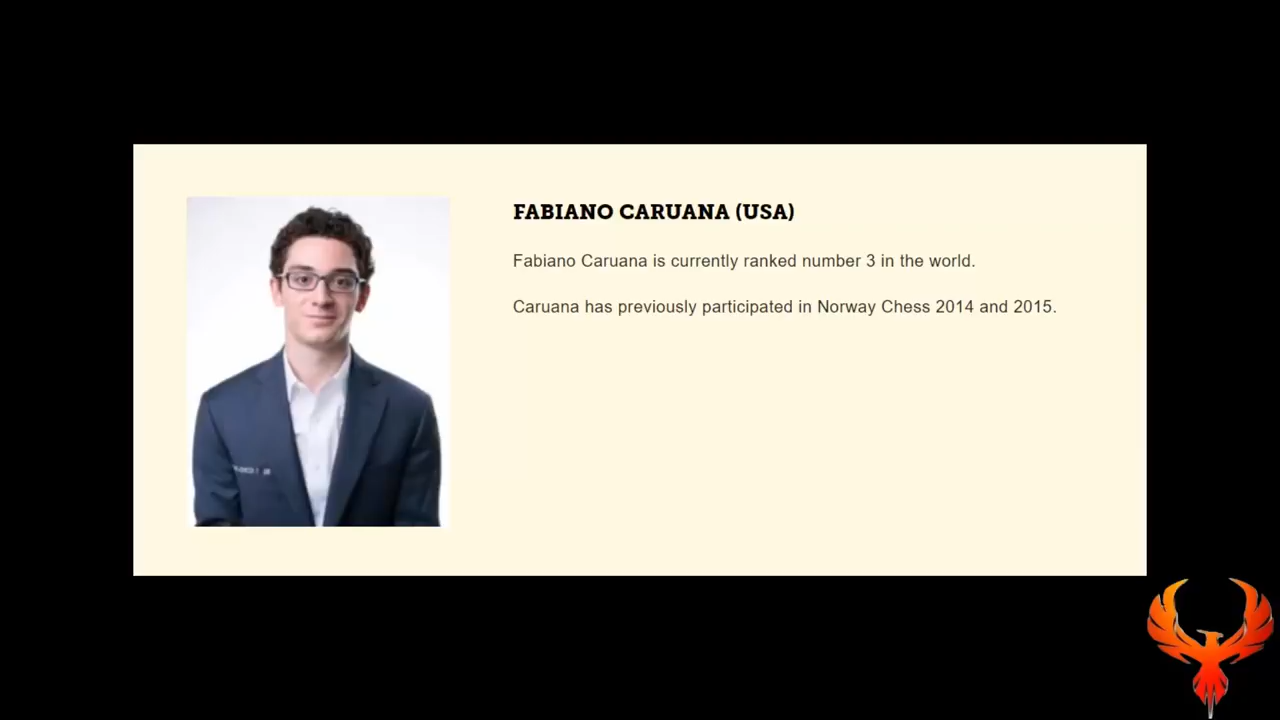 FABIANO CARUANA (USA)
Fabiano Caruana is currently ranked number 3 in the world.
Caruana has previously participated in Norway Chess 2014 and 2015.